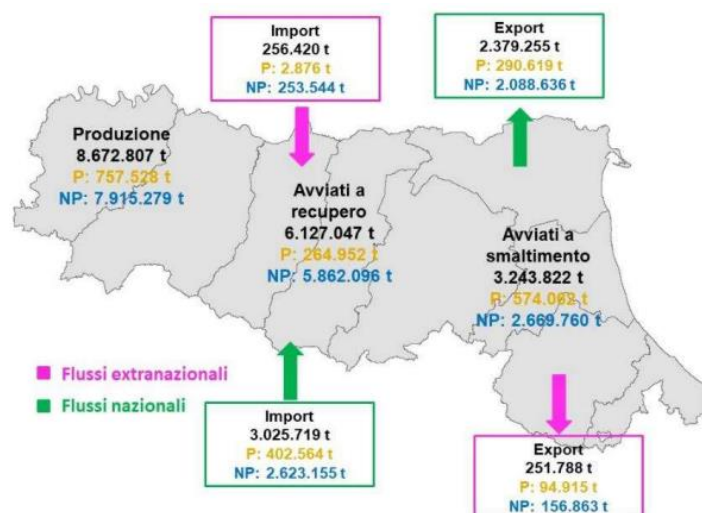 Import
256.420 t
P: 2.876 t
NP: 253.544 t
Export
2.379.255 t
P: 290.619 t
NP: 2.088.636 t
Produzione
8.672.807 t
P: 757.528 t
NP: 7.915.279 t
Avviati a
recupero
6.127.047 t
P: 264.952 t
NP: 5.862.096 t
Avviati a
smaltimento
3.243.822 t
P: 574.062 t
NP: 2.669.760 t
Flussi extranazionali
Flussi nazionali
Import
3.025.719 t
P: 402.564 t
NP: 2.623.155 t
Export
251.788 t
P: 94.915 t
NP: 156.863 t